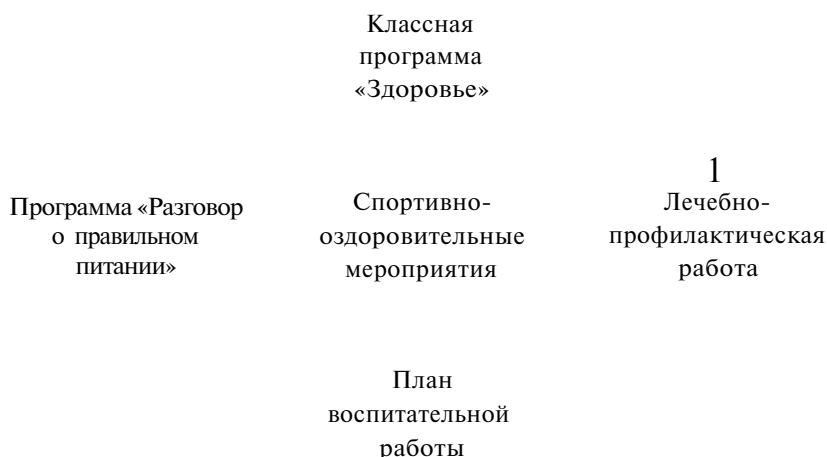 Классная
программа
«Здоровье»
Программа «Разговор
о правильном
питании»
Спортивно-
оздоровительные
мероприятия
1
Лечебно-
профилактическая
работа
План
воспитательной
работы